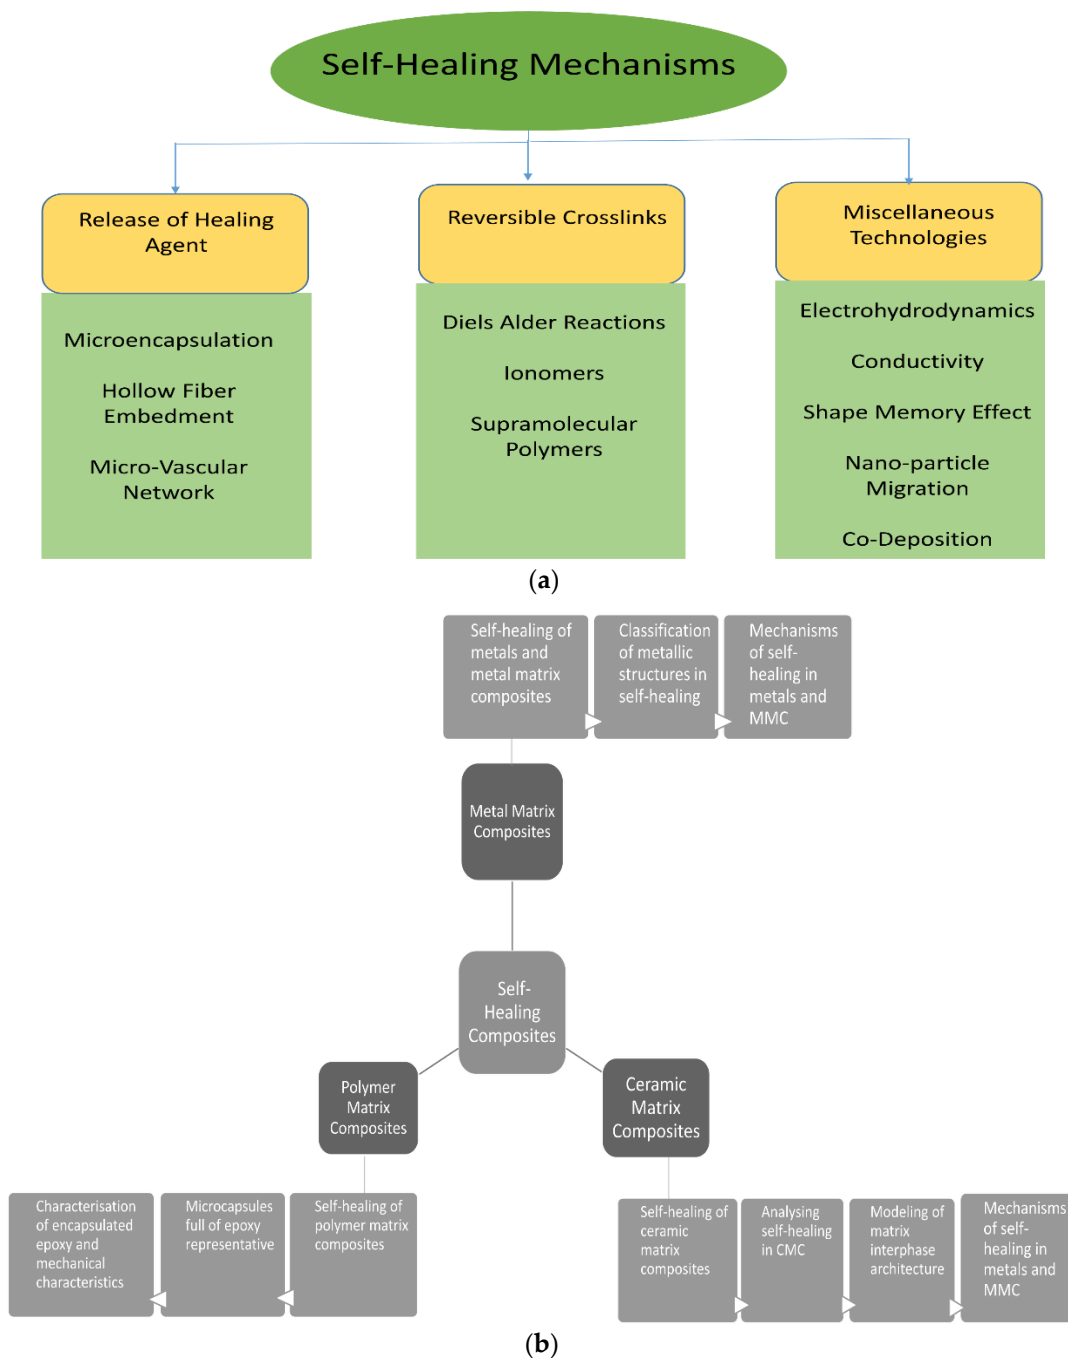 Self-Healing Mechanisms
Release of Healing
Agent
Microencapsulation
Hollow Fiber
Embedment
Micro-Vascular
Network
Reversible Crosslinks
Diels Alder Reactions
Ionomers
Supramolecular
Polymers
Miscellaneous
Technologies
Electrohydrodynamics
Conductivity
Shape Memory Effect
Nano-particle
Migration
Co-Deposition
(a)
Self-healing of
metals and
metal matrix
composites
Classification
of metallic
structures in
self-healing
Mechanisms
of self-
healing in
metals and
MMC
Metal Matrix
Composites
Self-
Healing
Composites
Polymer
Matrix
Composites
Ceramic
Matrix
Composites
Characterisation
of encapsulated
epoxy and
mechanical
characteristics
Microcapsules
full of epoxy
representative
Self-healing of
polymer matrix
composites
Self-healing of
ceramic
matrix
composites
Analysing
self-healing
in CMC
Modeling of
matrix
interphase
architecture
Mechanisms
of self-
healing in
metals and
MMC
(b)